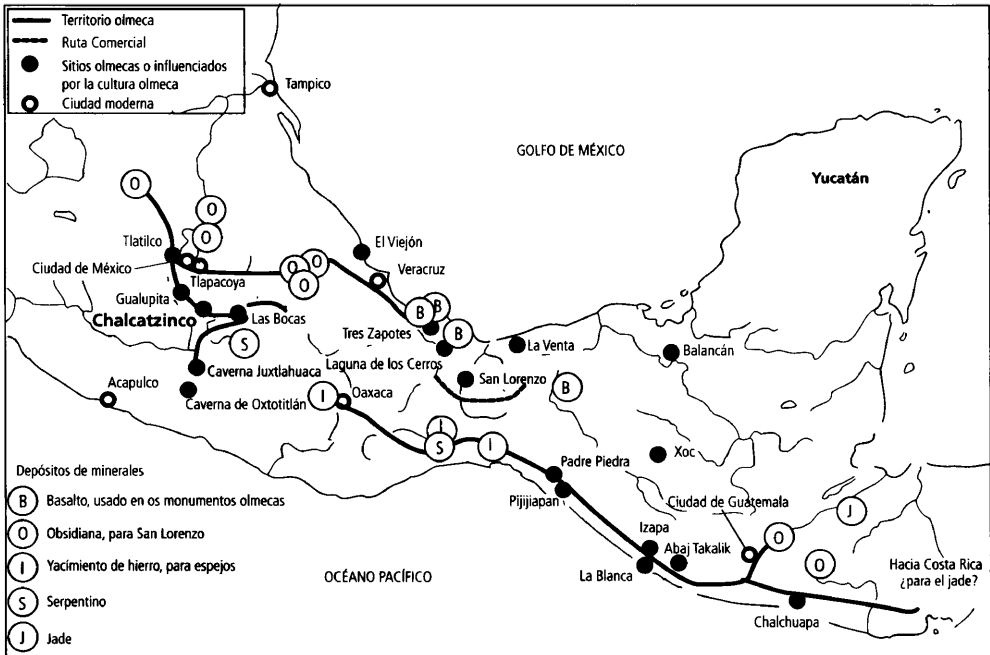 Territorio olmeca
Ruta Comercial
Sitios olmecas o influenciados
por la cultura olmeca
Ciudad moderna
Tampico
GOLFO DE MÉXICO
Yucatán
O
O
O
Tlatilco
El Viejón
Ciudad de México
Veracruz
Tlapacoya
O
O
O
Gualupita
B
B
B
Chalcatzinco
Las Bocas
Tres Zapotes
La Venta
Balancán
S
Laguna de los Cerros
Caverna Juxtlahuaca
San Lorenzo
B
Acapulco
Caverna de Oxtotitlán
I
Oaxaca
I
S
I
Xoc
Padre Piedra
Pijijiapan
Ciudad de Guatemala
J
O
O
Izapa
Abaj Takalik
La Blanca
Hacia Costa Rica
¿para el jade?
Chalchuapa
OCÉANO PACÍFICO
Depósitos de minerales
B Basalto, usado en os monumentos olmecas
O Obsidiana, para San Lorenzo
I Yacímiento de hierro, para espejos
S Serpentino
J Jade